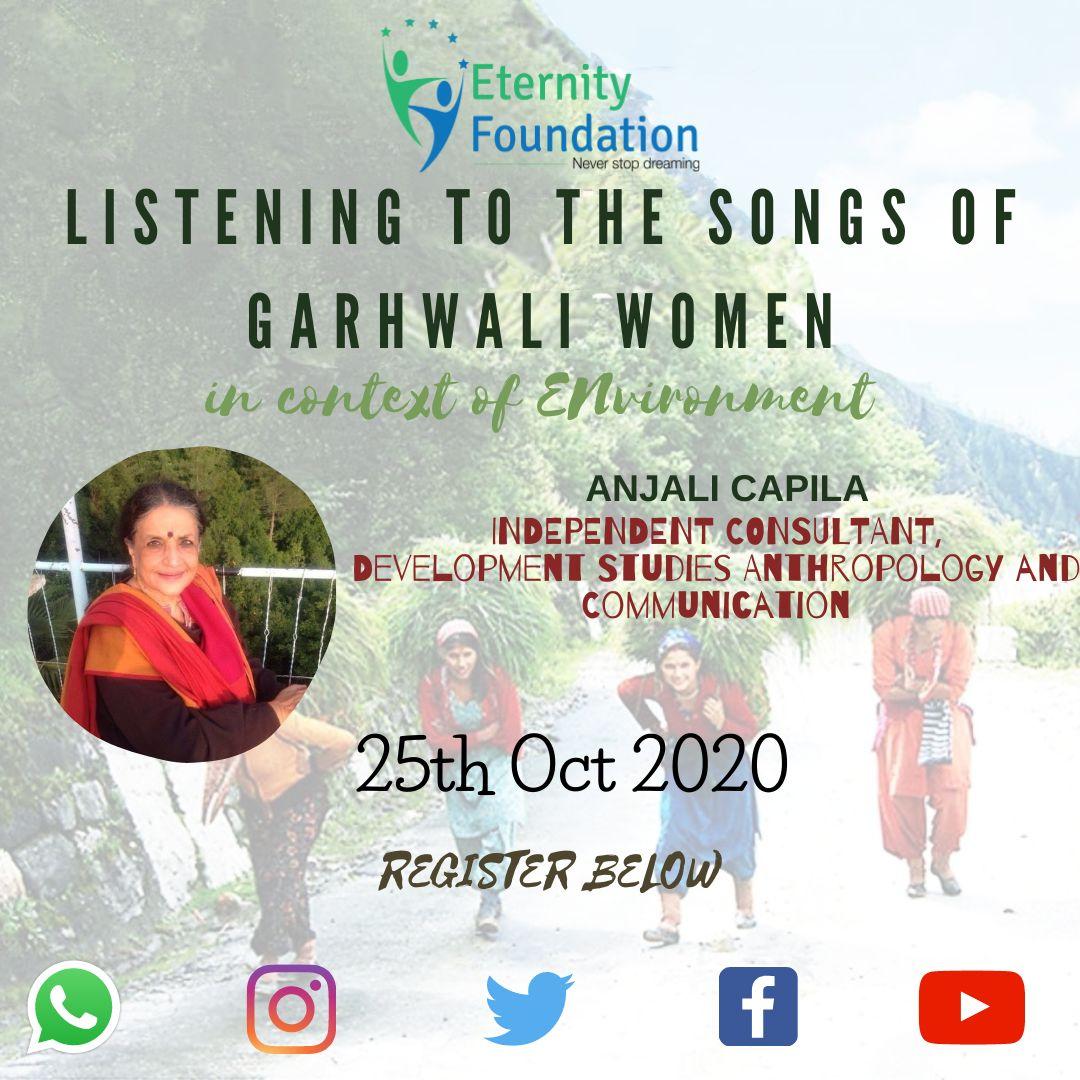 Eternity
Foundation
Never stop dreaming
LISTENING TO THE SONGS OF
GARHWALI WOMEN
in context of ENvironment
ANJALI CAPILA
INDEPENDENT CONSULTANT,
DEVELOPMENT STUDIES ANTHROPOLOGY AND
COMMUNICATION
25th Oct 2020
REGISTER BELOW